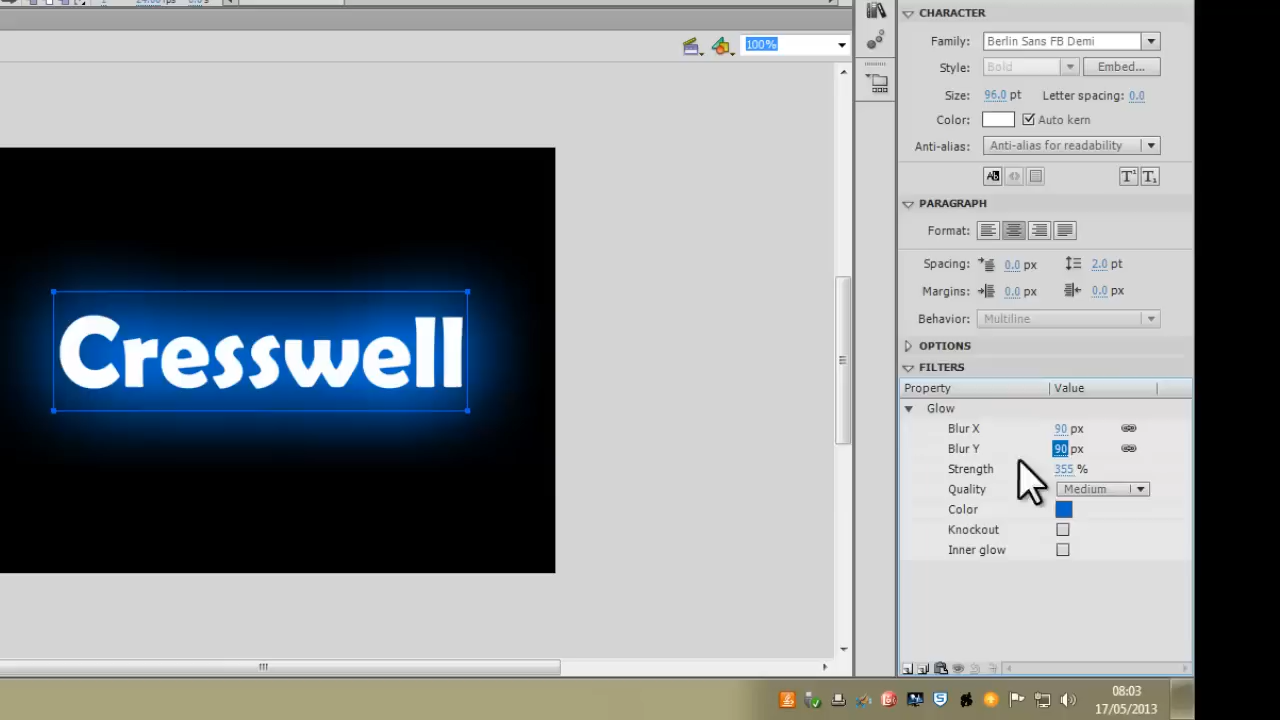 100%
CHARACTER
Family: Berlin Sans FB Demi
Style: Bold Embed...
Size: 96.0 pt Letter spacing: 0.0
Color: Auto kern
Anti-alias: Anti-alias for readability
PARAGRAPH
Format:
Spacing: 0.0 px 2.0 pt
Margins: 0.0 px 0.0 px
Behavior: Multiline
OPTIONS
FILTERS
Property Value
Glow
Blur X 90 px
Blur Y 90 px
Strength 355 %
Quality Medium
Color
Knockout
Inner glow
Cresswell
08:03
17/05/2013